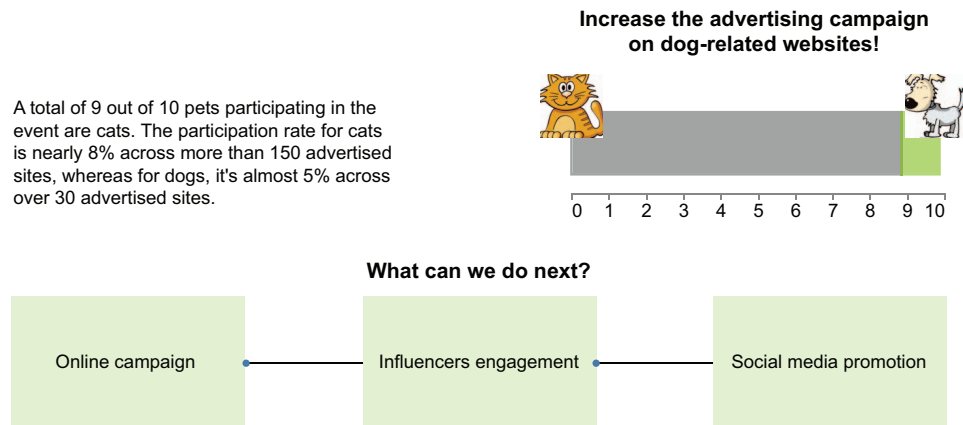 Increase the advertising campaign
on dog-related websites!
A total of 9 out of 10 pets participating in the
event are cats. The participation rate for cats
is nearly 8% across more than 150 advertised
sites, whereas for dogs, it's almost 5% across
over 30 advertised sites.
0 1 2 3 4 5 6 7 8 9 10
What can we do next?
Online campaign
Influencers engagement
Social media promotion